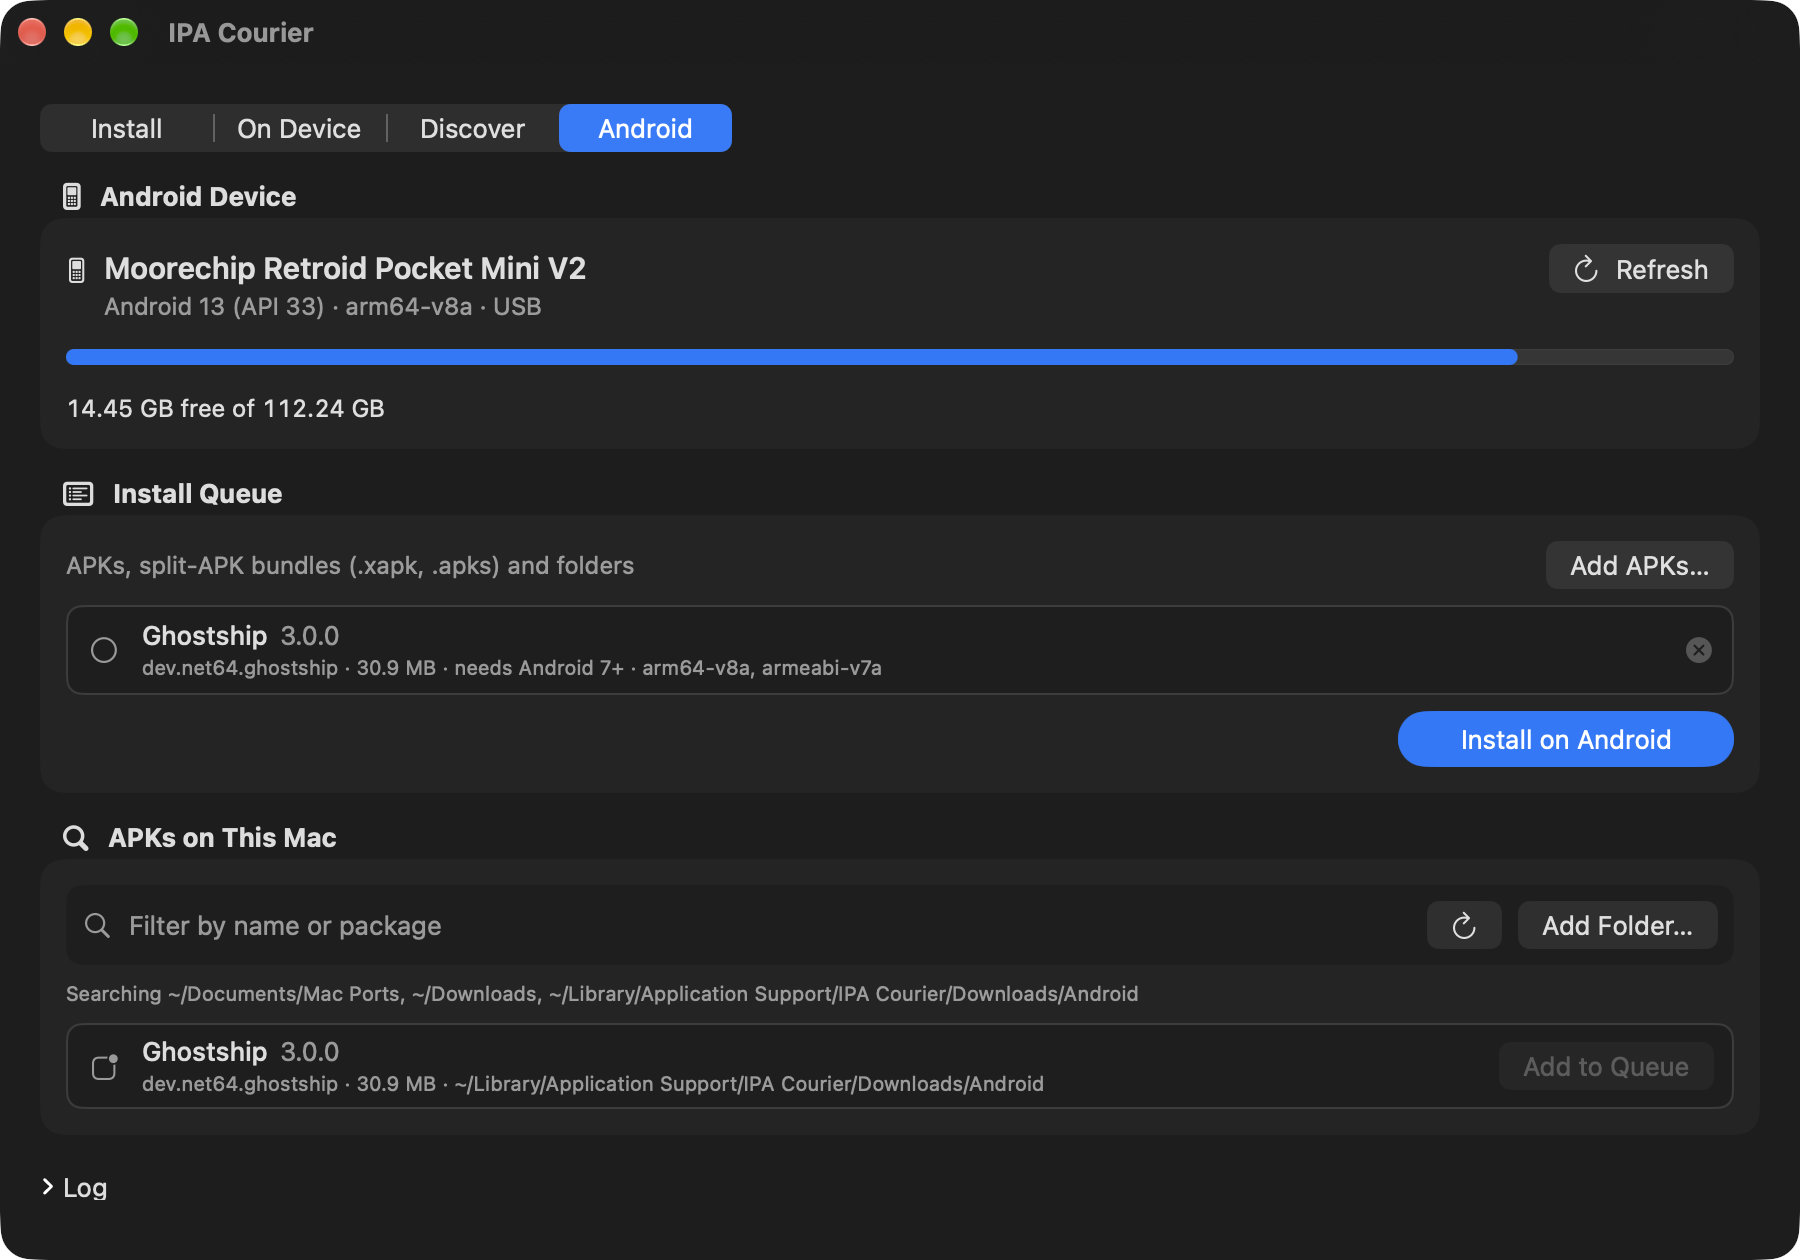 IPA Courier
Install
On Device
Discover
Android
Android Device
Moorechip Retroid Pocket Mini V2
Refresh
Android 13 (API 33) · arm64-v8a · USB
14.45 GB free of 112.24 GB
Install Queue
APKs, split-APK bundles (.xapk, .apks) and folders
Add APKs...
Ghostship 3.0.0
dev.net64.ghostship · 30.9 MB · needs Android 7+ · arm64-v8a, armeabi-v7a
Install on Android
APKs on This Mac
Filter by name or package
Add Folder...
Searching ~/Documents/Mac Ports, ~/Downloads, ~/Library/Application Support/IPA Courier/Downloads/Android
Ghostship 3.0.0
dev.net64.ghostship · 30.9 MB · ~/Library/Application Support/IPA Courier/Downloads/Android
Add to Queue
Log